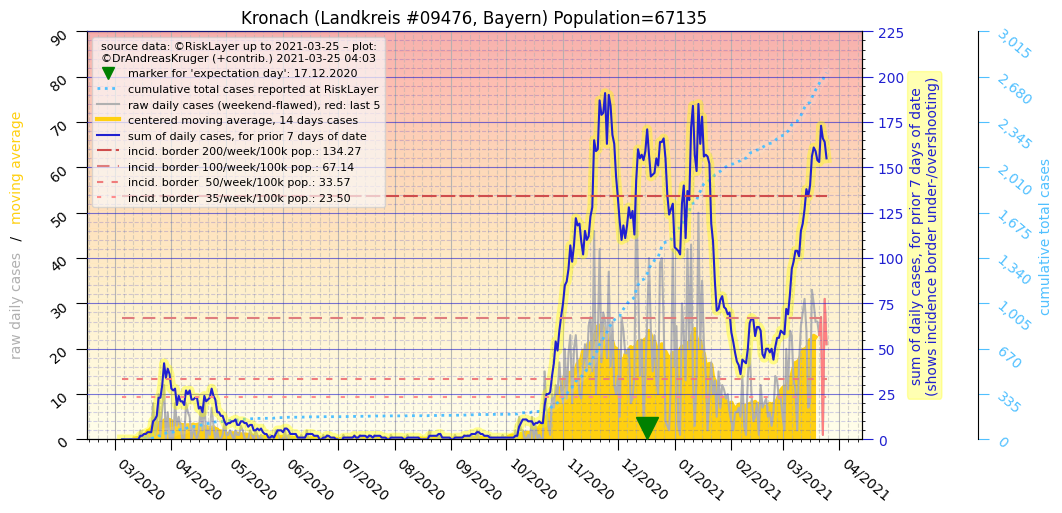 Kronach (Landkreis #09476, Bayern) Population=67135
source data: ©RiskLayer up to 2021-03-25 – plot:
©DrAndreasKruger (+contrib.) 2021-03-25 04:03
marker for 'expectation day': 17.12.2020
cumulative total cases reported at RiskLayer
raw daily cases (weekend-flawed), red: last 5
centered moving average, 14 days cases
sum of daily cases, for prior 7 days of date
incid. border 200/week/100k pop.: 134.27
incid. border 100/week/100k pop.: 67.14
incid. border  50/week/100k pop.: 33.57
incid. border  35/week/100k pop.: 23.50
raw daily cases  /  moving average
90
80
70
60
50
40
30
20
10
0
225
200
175
150
125
100
75
50
25
0
sum of daily cases, for prior 7 days of date
(shows incidence border under-/overshooting)
3,015
2,680
2,345
2,010
1,675
1,340
1,005
670
335
0
cumulative total cases
03/2020
04/2020
05/2020
06/2020
07/2020
08/2020
09/2020
10/2020
11/2020
12/2020
01/2021
02/2021
03/2021
04/2021